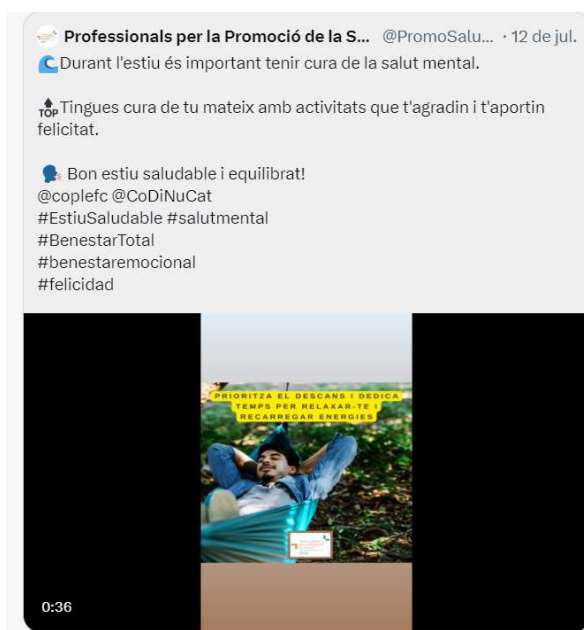 Professionals per la Promoció de la S... @PromoSalu... · 12 de jul.
Durant l'estiu és important tenir cura de la salut mental.
TOP Tingues cura de tu mateix amb activitats que t'agradin i t'aportin
felicitat.
Bon estiu saludable i equilibrat!
@coplefc @CoDiNuCat
#EstiuSaludable #salutmental
#BenestarTotal
#benestaremocional
#felicidad
PRIORITZA EL DESCANS I DEDICA
TEMPS PER RELAXAR-TE I
RECARREGAR ENERGIES
0:36